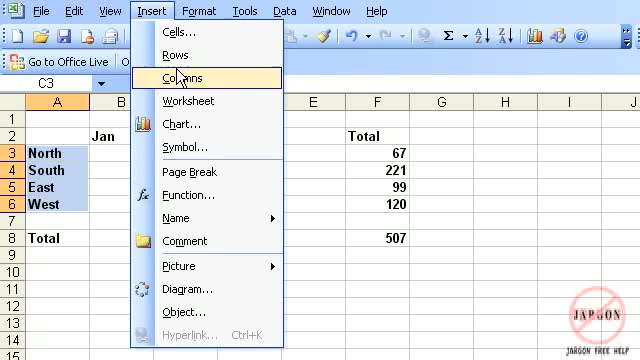 File Edit View Insert Format Tools Data Window Help
Go to Office Live
C3
A B E F G H I J
1
2 Jan Total
3 North 67
4 South 221
5 East 99
6 West 120
7
8 Total 507
9
10
11
12
13
14
15
Cells...
Rows
Columns
Worksheet
Chart...
Symbol...
Page Break
fx Function...
Name
Comment
Picture
Diagram...
Object...
Hyperlink... Ctrl+K
JARGON
JARGON FREE HELP